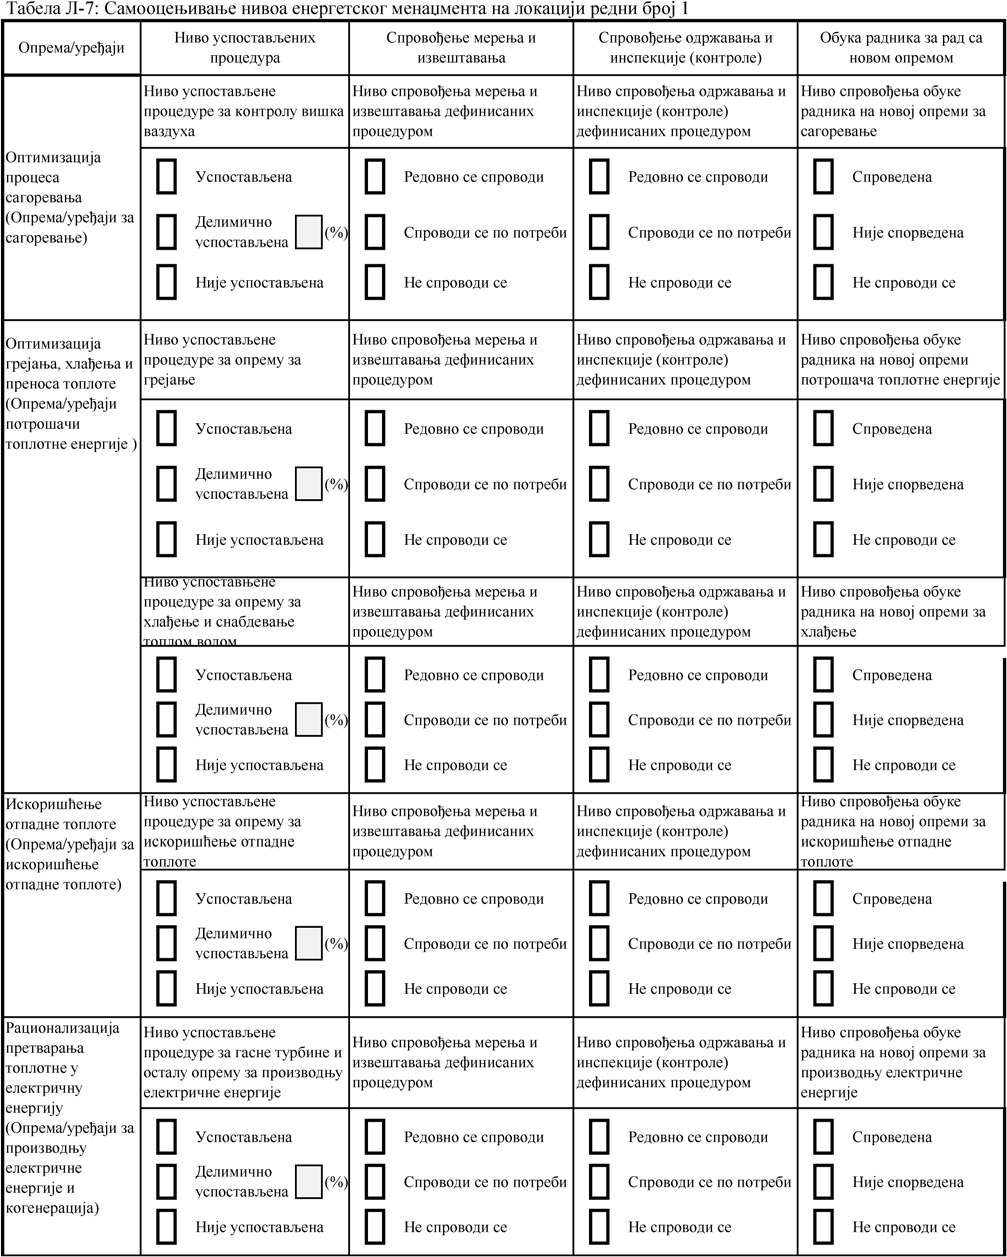 Табела Л-7: Самооцењивање нивоа енергетског менаџмента на локацији редни број 1
Опрема/уређаји
Ниво успостављених
процедура
Спровођење мерења и
извештавања
Спровођење одржавања и
инспекције (контроле)
Обука радника за рад са
новом опремом
Оптимизација
процеса
сагоревања
(Опрема/уређаји за
сагоревање)
Ниво успостављене
процедуре за контролу вишка
ваздуха
Ниво спровођења мерења и
извештавања дефинисаних
процедуром
Ниво спровођења одржавања и
инспекције (контроле)
дефинисаних процедуром
Ниво спровођења обуке
радника на новој опреми за
сагоревање
Успостављена
Редовно се спроводи
Редовно се спроводи
Спроведена
Делимично
успостављена
(%)
Спроводи се по потреби
Спроводи се по потреби
Није спорведена
Није успостављена
Не спроводи се
Не спроводи се
Не спроводи се
Оптимизација
грејања, хлађења и
преноса топлоте
(Опрема/уређаји
потрошачи
топлотне енергије )
Ниво успостављене
процедуре за опрему за
грејање
Ниво спровођења мерења и
извештавања дефинисаних
процедуром
Ниво спровођења одржавања и
инспекције (контроле)
дефинисаних процедуром
Ниво спровођења обуке
радника на новој опреми
потрошача топлотне енергије
Успостављена
Редовно се спроводи
Редовно се спроводи
Спроведена
Делимично
успостављена
(%)
Спроводи се по потреби
Спроводи се по потреби
Није спорведена
Није успостављена
Не спроводи се
Не спроводи се
Не спроводи се
Ниво успоставњене
процедуре за опрему за
хлађење и снабдевање
топлом водом
Ниво спровођења мерења и
извештавања дефинисаних
процедуром
Ниво спровођења одржавања и
инспекције (контроле)
дефинисаних процедуром
Ниво спровођења обуке
радника на новој опреми за
хлађење
Успостављена
Редовно се спроводи
Редовно се спроводи
Спроведена
Делимично
успостављена
(%)
Спроводи се по потреби
Спроводи се по потреби
Није спорведена
Није успостављена
Не спроводи се
Не спроводи се
Не спроводи се
Искоришћење
отпадне топлоте
(Опрема/уређаји за
искоришћење
отпадне топлоте)
Ниво успостављене
процедуре за опрему за
искоришћење отпадне
топлоте
Ниво спровођења мерења и
извештавања дефинисаних
процедуром
Ниво спровођења одржавања и
инспекције (контроле)
дефинисаних процедуром
Ниво спровођења обуке
радника на новој опреми за
искоришћење отпадне
топлоте
Успостављена
Редовно се спроводи
Редовно се спроводи
Спроведена
Делимично
успостављена
(%)
Спроводи се по потреби
Спроводи се по потреби
Није спорведена
Није успостављена
Не спроводи се
Не спроводи се
Не спроводи се
Рационализација
претварања
топлотне у
електричну
енергију
(Опрема/уређаји за
производњу
електричне
енергије и
когенерација)
Ниво успостављене
процедуре за гасне турбине и
осталу опрему за производњу
електричне енергије
Ниво спровођења мерења и
извештавања дефинисаних
процедуром
Ниво спровођења одржавања и
инспекције (контроле)
дефинисаних процедуром
Ниво спровођења обуке
радника на новој опреми за
производњу електричне
енергије
Успостављена
Редовно се спроводи
Редовно се спроводи
Спроведена
Делимично
успостављена
(%)
Спроводи се по потреби
Спроводи се по потреби
Није спорведена
Није успостављена
Не спроводи се
Не спроводи се
Не спроводи се